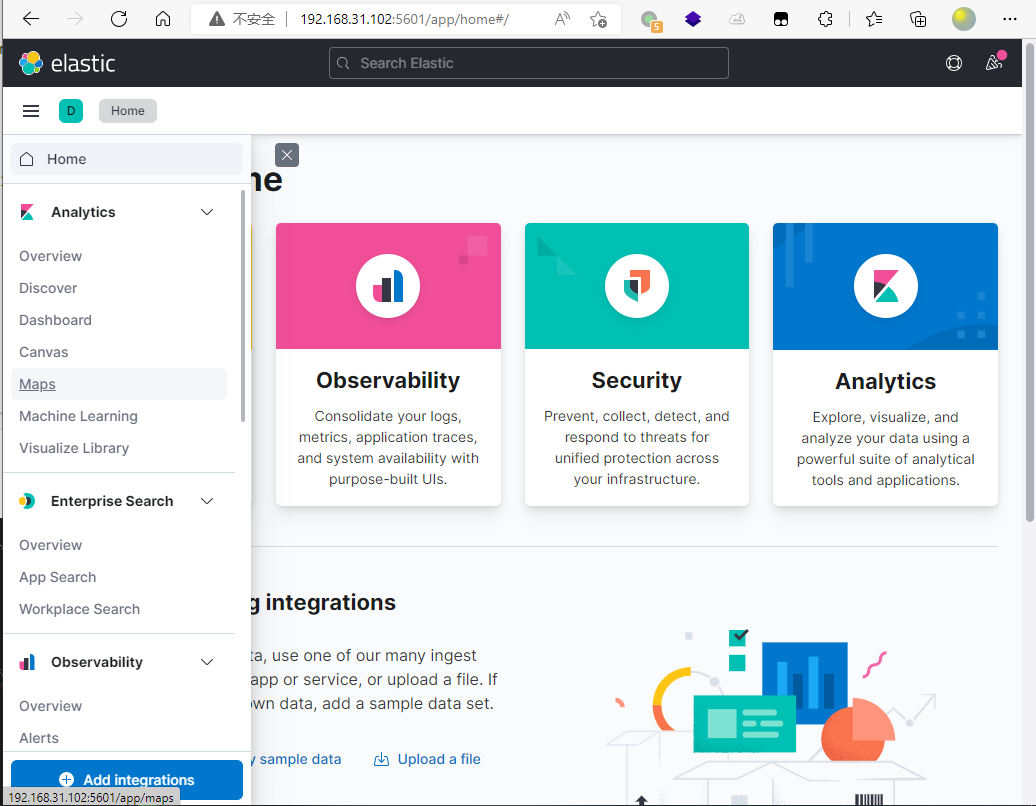 不安全 192.168.31.102:5601/app/home#/
5
elastic
Search Elastic
D
Home
Home
Analytics
Overview
Discover
Dashboard
Canvas
Maps
Machine Learning
Visualize Library
Enterprise Search
Overview
App Search
Workplace Search
Observability
Overview
Alerts
Add integrations
192.168.31.102:5601/app/maps
ne
Observability
Consolidate your logs,
metrics, application traces,
and system availability with
purpose-built UIs.
Security
Prevent, collect, detect, and
respond to threats for
unified protection across
your infrastructure.
Analytics
Explore, visualize, and
analyze your data using a
powerful suite of analytical
tools and applications.
g integrations
ta, use one of our many ingest
app or service, or upload a file. If
wn data, add a sample data set.
y sample data
Upload a file